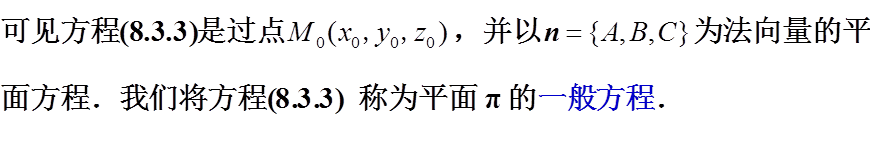 可见方程(8.3.3)是过点M₀(x₀, y₀, z₀)，并以n={A,B,C}为法向量的平
面方程．我们将方程(8.3.3) 称为平面 π 的一般方程．